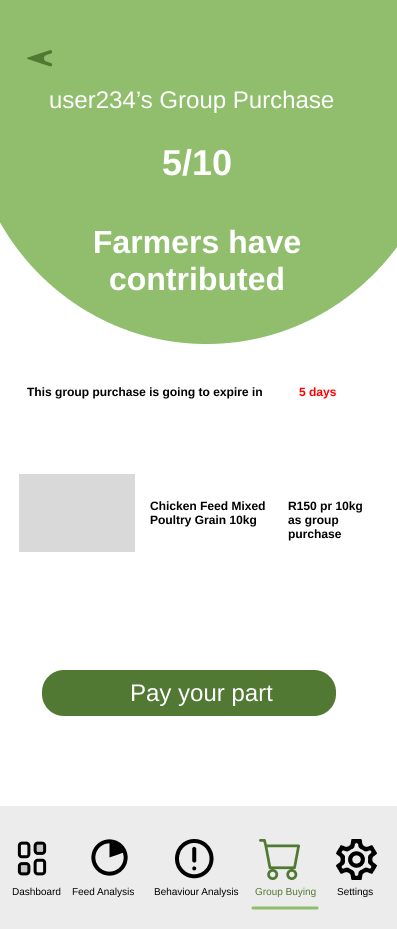 user234’s Group Purchase
5/10
Farmers have
contributed
This group purchase is going to expire in 5 days
Chicken Feed Mixed
Poultry Grain 10kg
R150 pr 10kg
as group
purchase
Pay your part
Dashboard Feed Analysis Behaviour Analysis Group Buying Settings